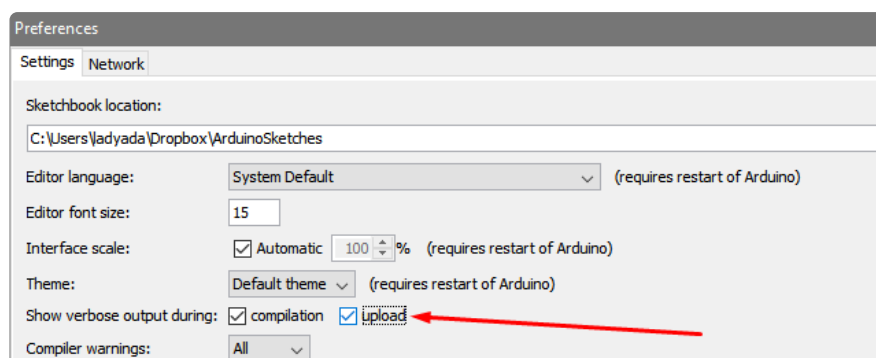 Preferences
Settings Network
Sketchbook location:
C:\Users\ladyada\Dropbox\ArduinoSketches
Editor language: System Default (requires restart of Arduino)
Editor font size: 15
Interface scale: Automatic 100 % (requires restart of Arduino)
Theme: Default theme (requires restart of Arduino)
Show verbose output during: compilation upload
Compiler warnings: All